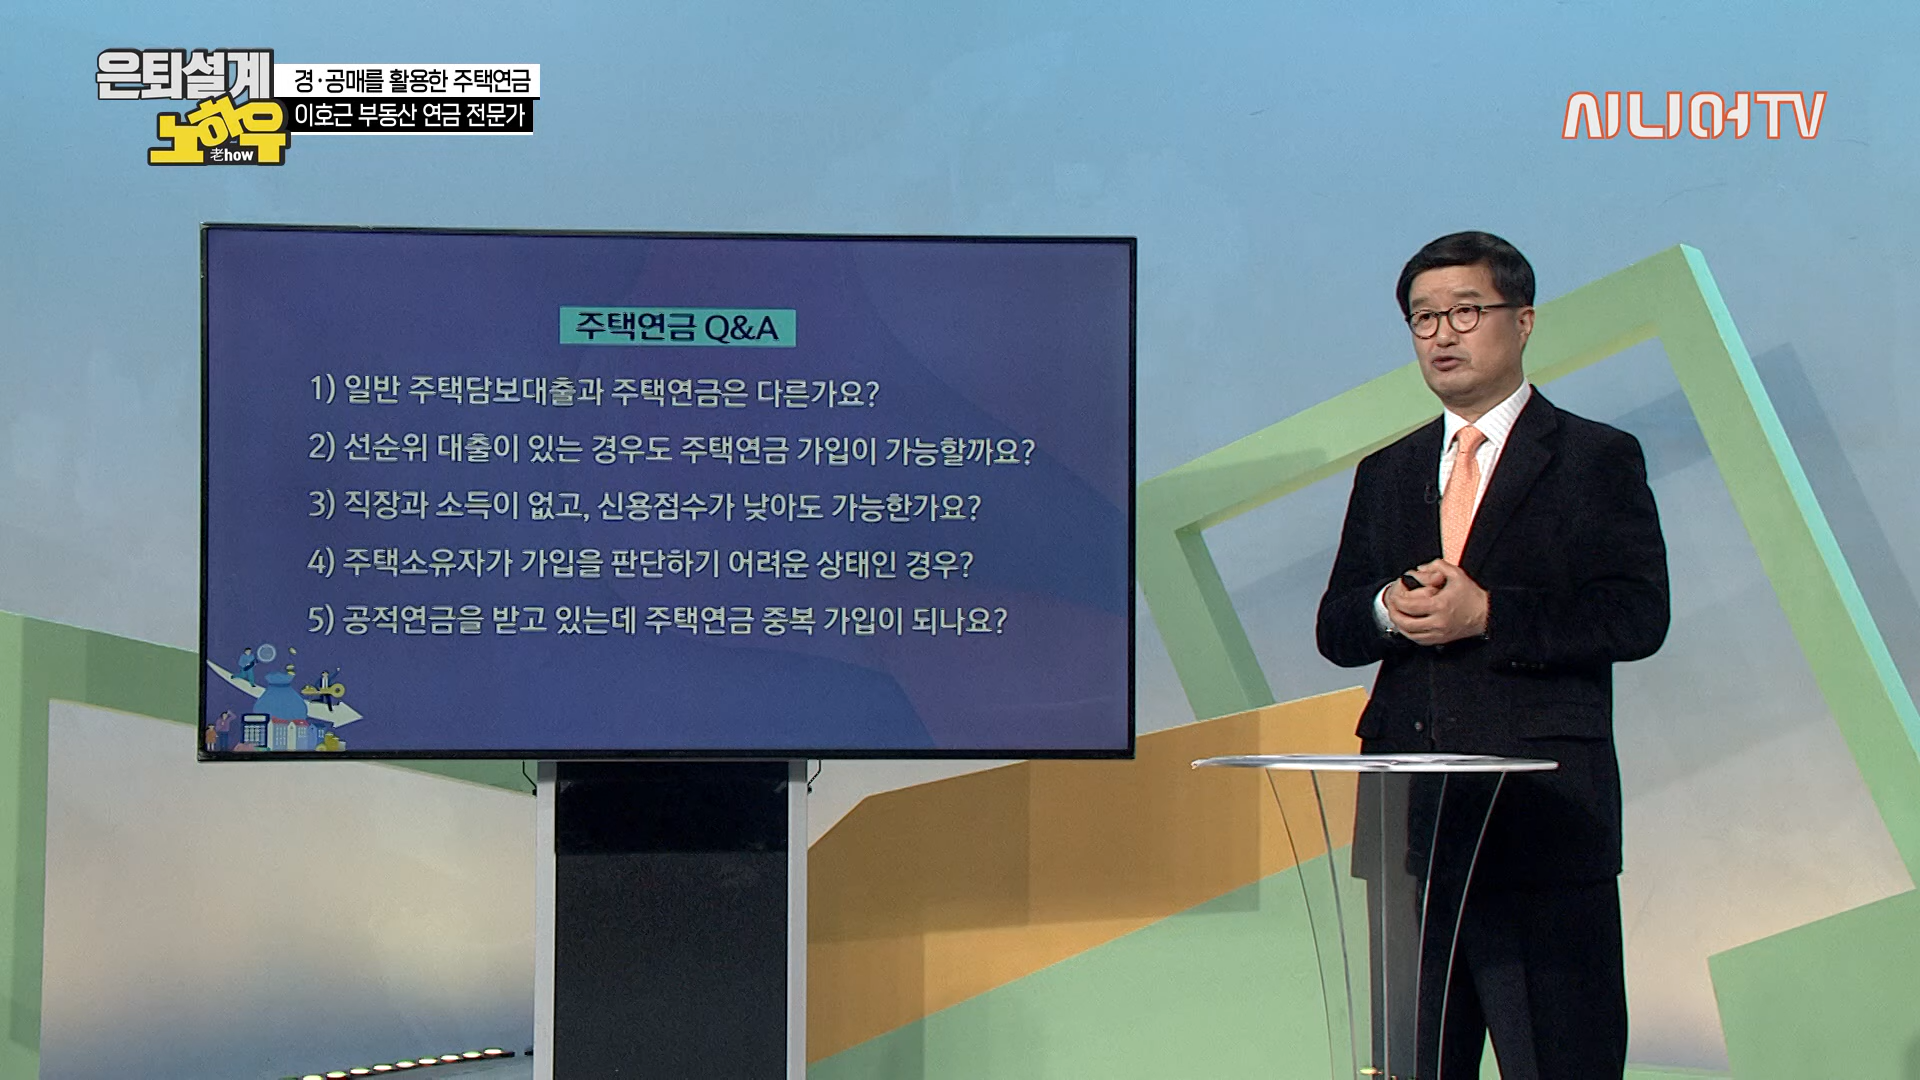 은퇴설계
노하우
老how
경·공매를 활용한 주택연금
이호근 부동산 연금 전문가
시니어TV
주택연금 Q&A
1) 일반 주택담보대출과 주택연금은 다른가요?
2) 선순위 대출이 있는 경우도 주택연금 가입이 가능할까요?
3) 직장과 소득이 없고, 신용점수가 낮아도 가능한가요?
4) 주택소유자가 가입을 판단하기 어려운 상태인 경우?
5) 공적연금을 받고 있는데 주택연금 중복 가입이 되나요?